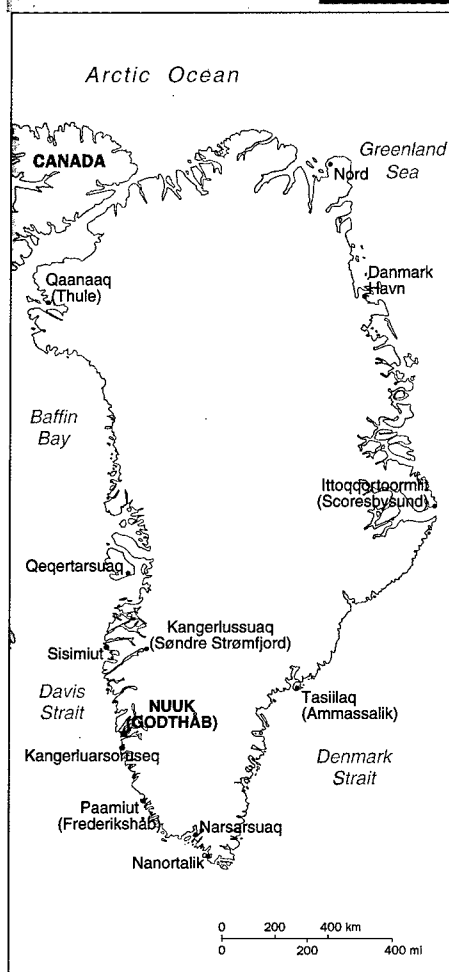 Arctic Ocean
CANADA
Greenland
Sea
Nord
Qaanaaq
(Thule)
Danmark
Havn
Baffin
Bay
Ittoqqortoormiit
(Scoresbysund)
Qeqertarsuaq
Kangerlussuaq
(Søndre Strømfjord)
Sisimiut
Davis
Strait
NUUK
(GODTHÅB)
Tasiilaq
(Ammassalik)
Kangerluarsoruseq
Denmark
Strait
Paamiut
(Frederikshåb)
Narsarsuaq
Nanortalik
0 200 400 km
0 200 400 mi